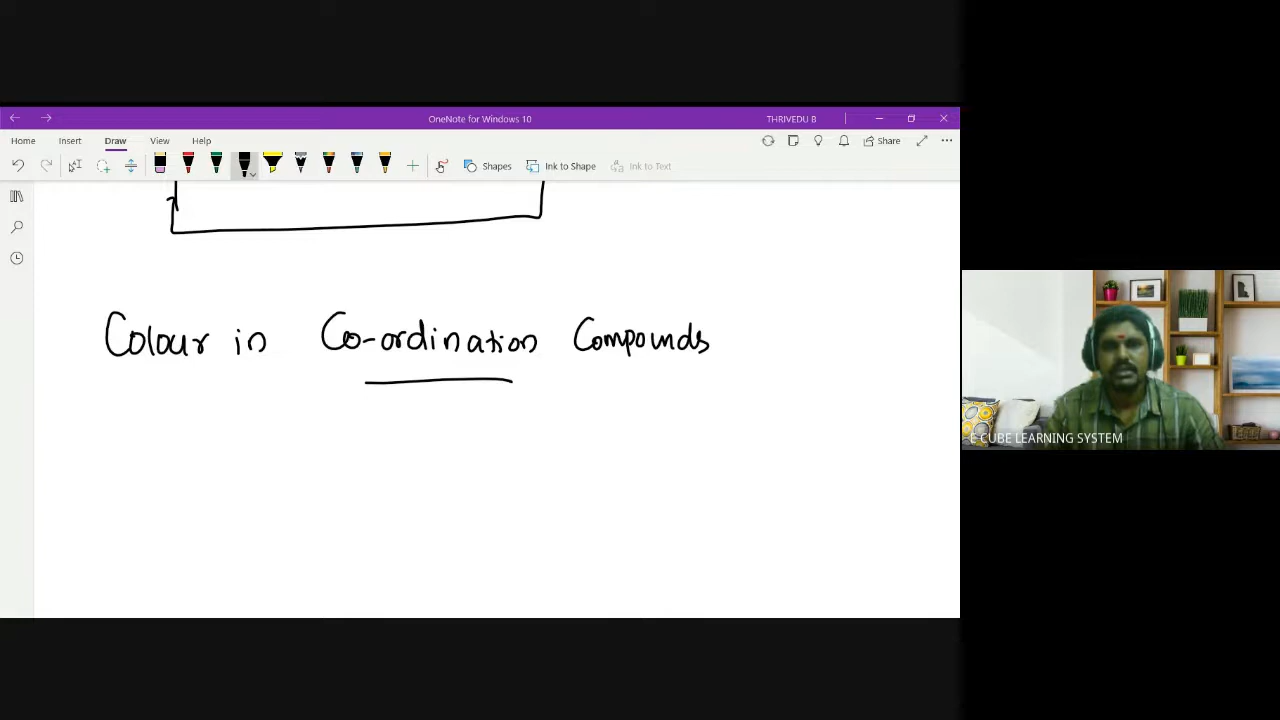 OneNote for Windows 10
THRIVEDU B
Home Insert Draw View Help
Share
Shapes Ink to Shape Ink to Text
Colour in Co-ordination Compounds
E CUBE LEARNING SYSTEM